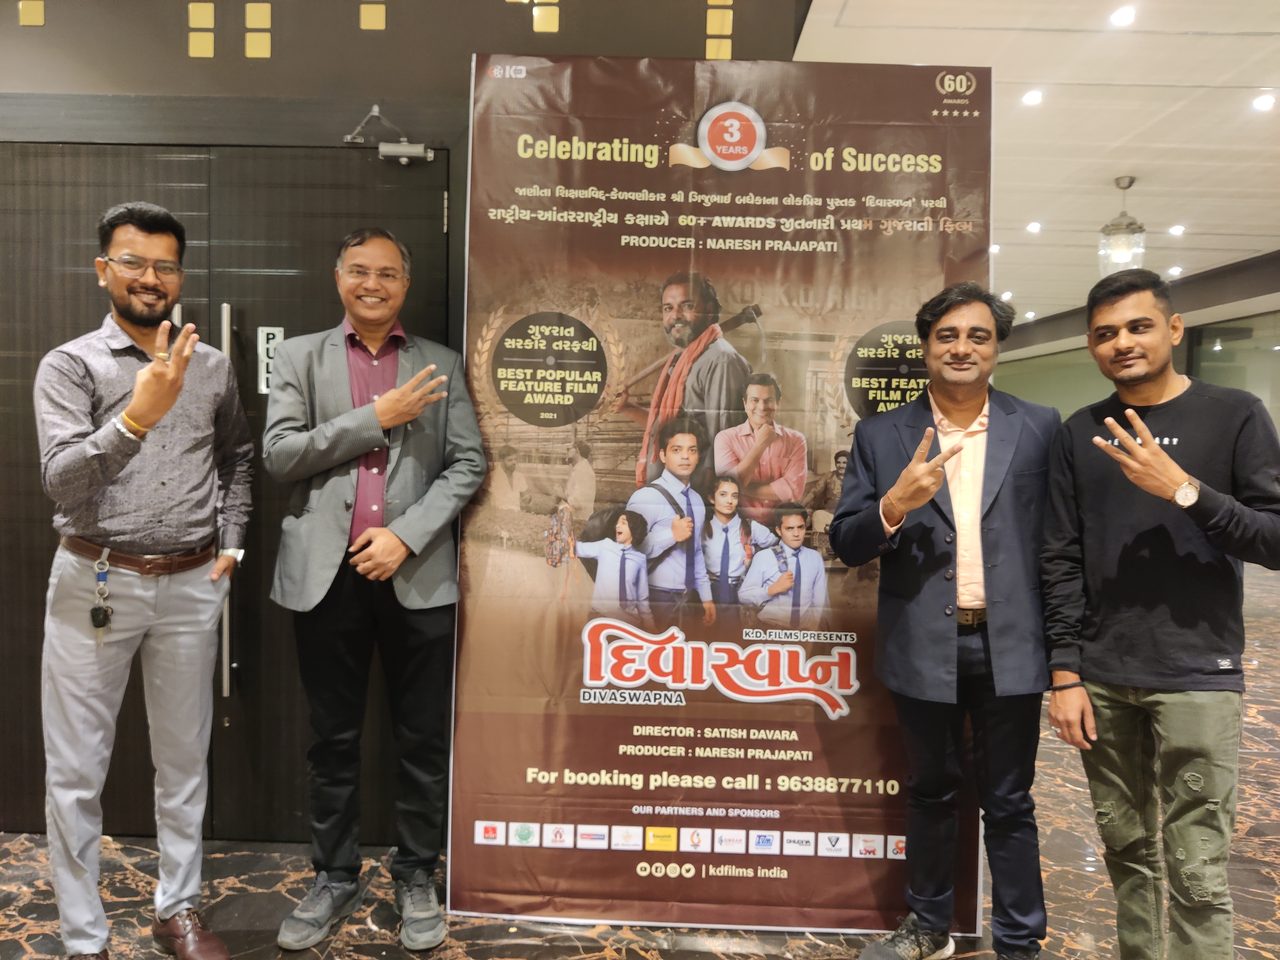 KD
60+
AWARDS
Celebrating 3 YEARS of Success
જાણીતા શિક્ષણવિદ્-કેળવણીકાર શ્રી ગિજુભાઈ બધેકાના લોકપ્રિય પુસ્તક ‘દિવાસ્વપ્ન’ પરથી
રાષ્ટ્રીય-આંતરરાષ્ટ્રીય કક્ષાએ 60+ AWARDS જીતનારી પ્રથમ ગુજરાતી ફિલ્મ
PRODUCER : NARESH PRAJAPATI
ગુજરાત
સરકાર તરફથી
BEST POPULAR
FEATURE FILM
AWARD
2021
સરકાર
BEST
FILM
PULL
K.D. FILMS PRESENTS
દિવાસ્વપ્ન
DIVASWAPNA
DIRECTOR : SATISH DAVARA
PRODUCER : NARESH PRAJAPATI
For booking please call : 9638877110
OUR PARTNERS AND SPONSORS
| kdfilms india